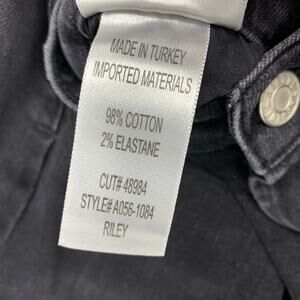 MADE IN TURKEY
IMPORTED MATERIALS
98% COTTON
2% ELASTANE
CUT# 48984
STYLE# A056-1084
RILEY